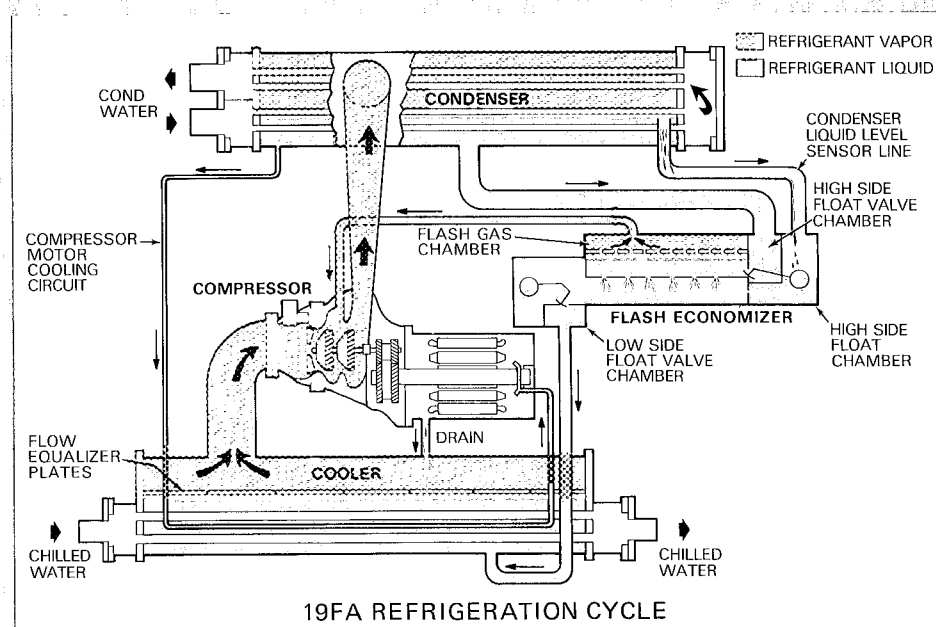 REFRIGERANT VAPOR
REFRIGERANT LIQUID
COND
WATER
CONDENSER
CONDENSER
LIQUID LEVEL
SENSOR LINE
HIGH SIDE
FLOAT VALVE
CHAMBER
FLASH GAS
CHAMBER
COMPRESSOR
MOTOR
COOLING
CIRCUIT
COMPRESSOR
FLASH ECONOMIZER
HIGH SIDE
FLOAT
CHAMBER
LOW SIDE
FLOAT VALVE
CHAMBER
DRAIN
FLOW
EQUALIZER
PLATES
COOLER
CHILLED
WATER
CHILLED
WATER
19FA REFRIGERATION CYCLE